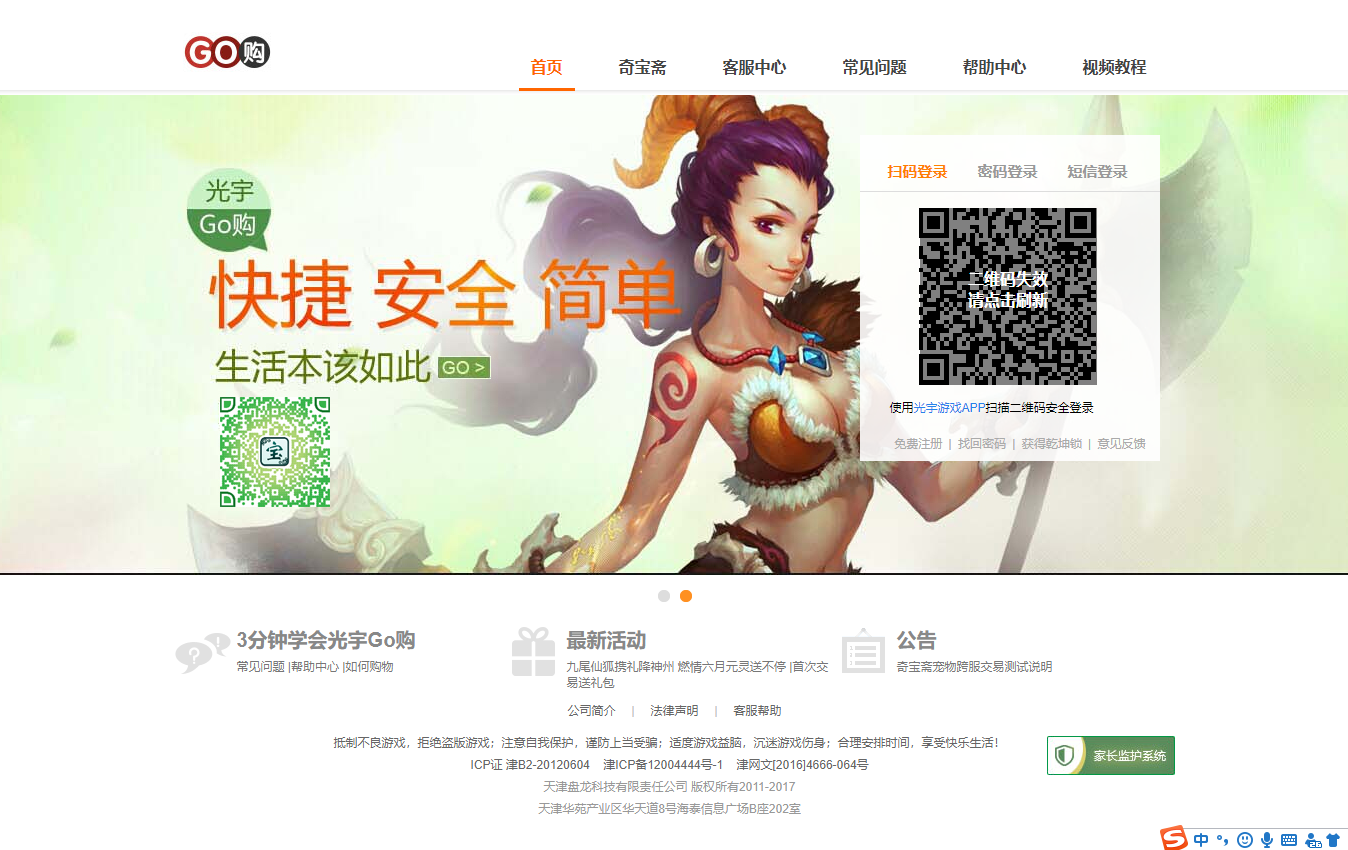 GO购
首页 奇宝斋 客服中心 常见问题 帮助中心 视频教程
光宇
Go购
快捷 安全 简单
生活本该如此 GO >
宝
扫码登录 密码登录 短信登录
二维码失效
请点击刷新
使用光宇游戏APP扫描二维码安全登录
免费注册 | 找回密码 | 获得乾坤锁 | 意见反馈
3分钟学会光宇Go购
常见问题 |帮助中心 |如何购物
最新活动
九尾仙狐携礼降神州 燃情六月元灵送不停 |首次交
易送礼包
公告
奇宝斋宠物跨服交易测试说明
公司简介 | 法律声明 | 客服帮助
抵制不良游戏，拒绝盗版游戏；注意自我保护，谨防上当受骗；适度游戏益脑，沉迷游戏伤身；合理安排时间，享受快乐生活！
ICP证 津B2-20120604 津ICP备12004444号-1 津网文[2016]4666-064号
天津盘龙科技有限责任公司 版权所有2011-2017
天津华苑产业区华天道8号海泰信息广场B座202室
家长监护系统
S 中